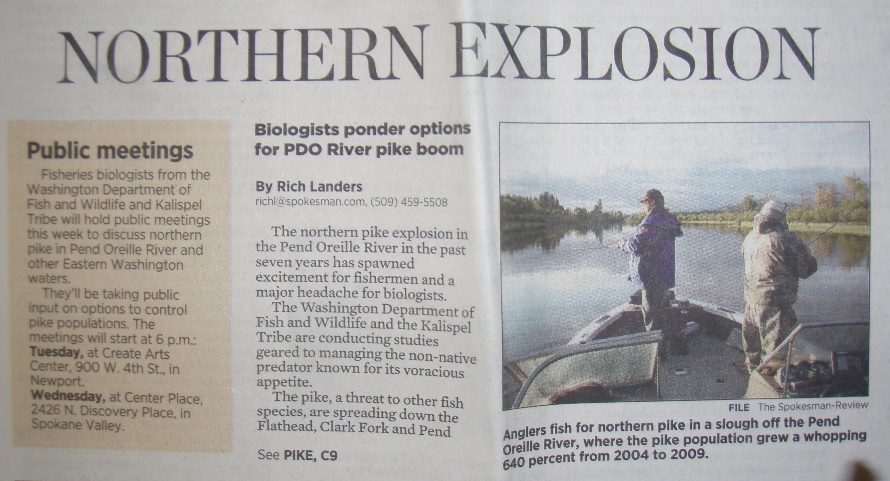 NORTHERN EXPLOSION
Public meetings
Fisheries biologists from the
Washington Department of
Fish and Wildlife and Kalispel
Tribe will hold public meetings
this week to discuss northern
pike in Pend Oreille River and
other Eastern Washington
waters.
They'll be taking public
input on options to control
pike populations. The
meetings will start at 6 p.m.:
Tuesday, at Create Arts
Center, 900 W. 4th St., in
Newport.
Wednesday, at Center Place,
2426 N. Discovery Place, in
Spokane Valley.
Biologists ponder options
for PDO River pike boom
By Rich Landers
richl@spokesman.com, (509) 459-5508
The northern pike explosion in
the Pend Oreille River in the past
seven years has spawned
excitement for fishermen and a
major headache for biologists.
The Washington Department of
Fish and Wildlife and the Kalispel
Tribe are conducting studies
geared to managing the non-native
predator known for its voracious
appetite.
The pike, a threat to other fish
species, are spreading down the
Flathead, Clark Fork and Pend
See PIKE, C9
FILE The Spokesman-Review
Anglers fish for northern pike in a slough off the Pend
Oreille River, where the pike population grew a whopping
640 percent from 2004 to 2009.